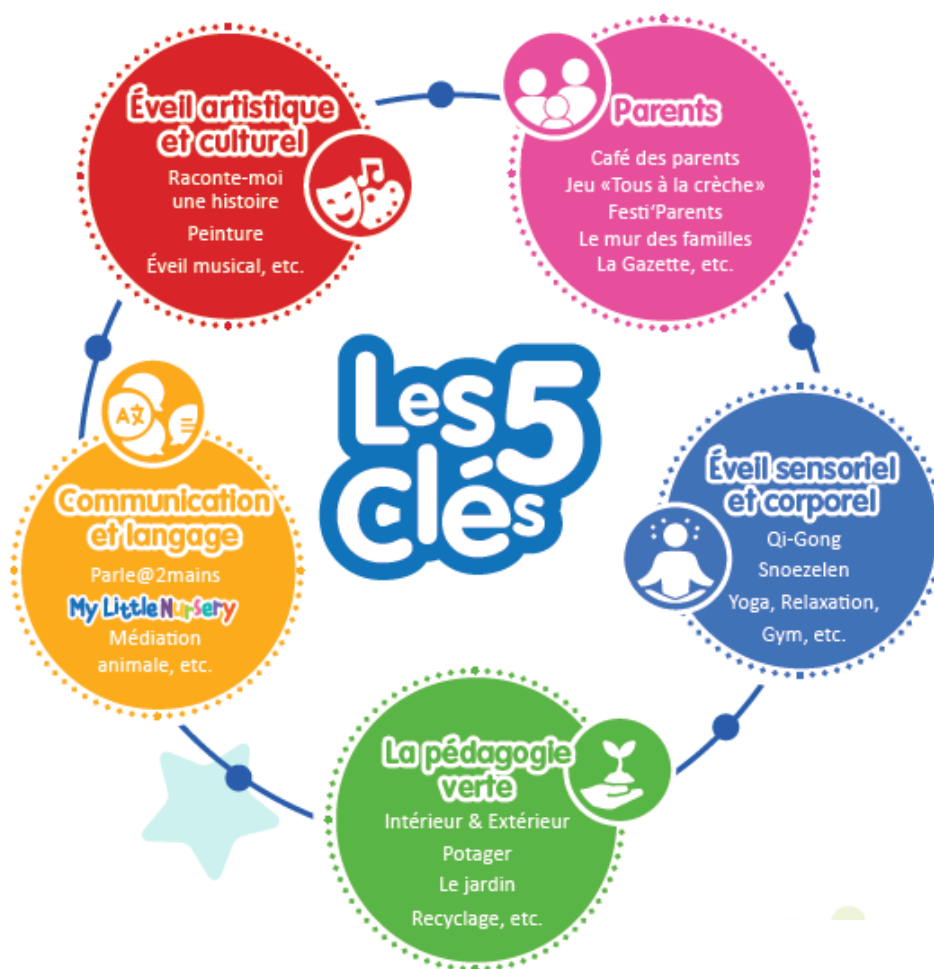 Éveil artistique
et culturel
Raconte-moi
une histoire
Peinture
Éveil musical, etc.
Parents
Café des parents
Jeu «Tous à la crèche»
Festi'Parents
Le mur des familles
La Gazette, etc.
Les 5
Clés
Éveil sensoriel
et corporel
Qi-Gong
Snoezelen
Yoga, Relaxation,
Gym, etc.
A文
Communication
et langage
Parle@2mains
My Little Nursery
Médiation
animale, etc.
La pédagogie
verte
Intérieur & Extérieur
Potager
Le jardin
Recyclage, etc.